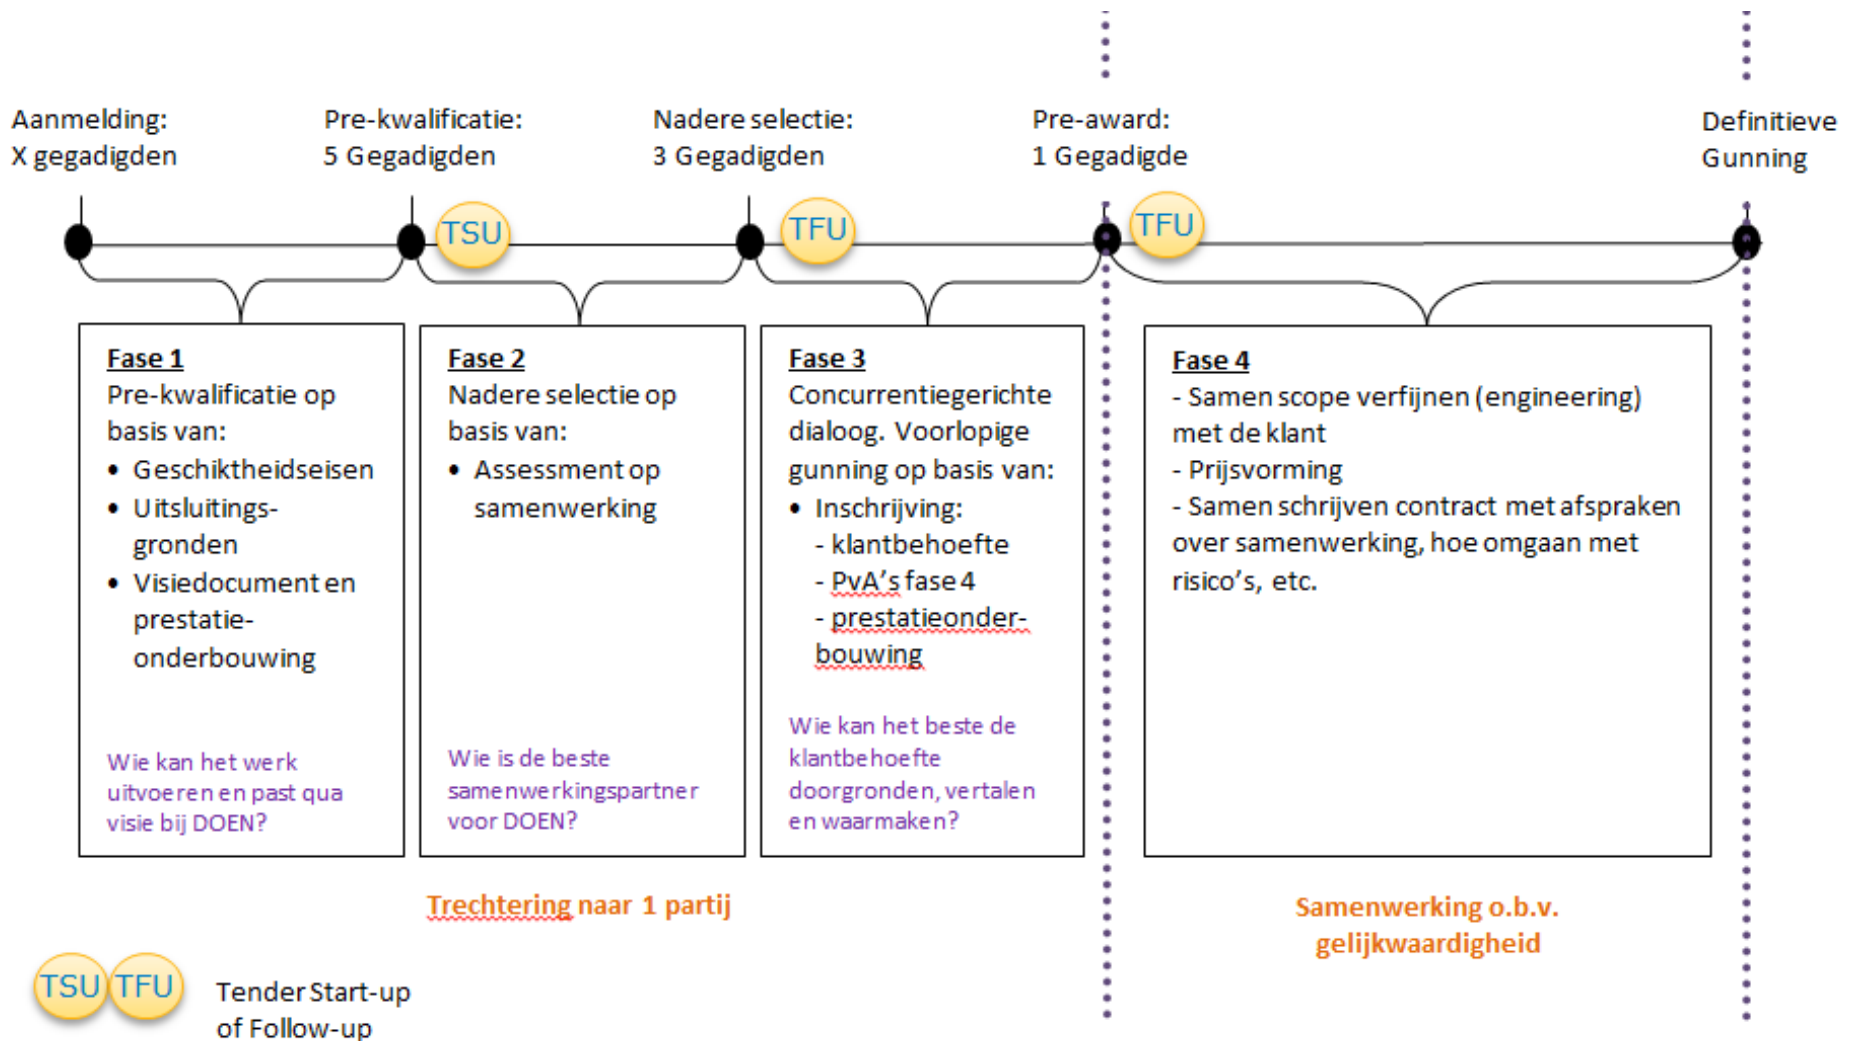 Aanmelding:
X gegadigden
Pre-kwalificatie:
5 Gegadigden
Nadere selectie:
3 Gegadigden
Pre-award:
1 Gegadigde
Definitieve
Gunning
TSU
TFU
TFU
Fase 1
Pre-kwalificatie op
basis van:
• Geschiktheidseisen
• Uitsluitings-
gronden
• Visiedocument en
prestatie-
onderbouwing
Wie kan het werk
uitvoeren en past qua
visie bij DOEN?
Fase 2
Nadere selectie op
basis van:
• Assessment op
samenwerking
Wie is de beste
samenwerkingspartner
voor DOEN?
Fase 3
Concurrentiegerichte
dialoog. Voorlopige
gunning op basis van:
• Inschrijving:
- klantbehoefte
- PvA's fase 4
- prestatieonder-
bouwing
Wie kan het beste de
klantbehoefte
doorgronden, vertalen
en waarmaken?
Fase 4
- Samen scope verfijnen (engineering)
met de klant
- Prijsvorming
- Samen schrijven contract met afspraken
over samenwerking, hoe omgaan met
risico's, etc.
Trechtering naar 1 partij
Samenwerking o.b.v.
gelijkwaardigheid
TSU TFU
Tender Start-up
of Follow-up